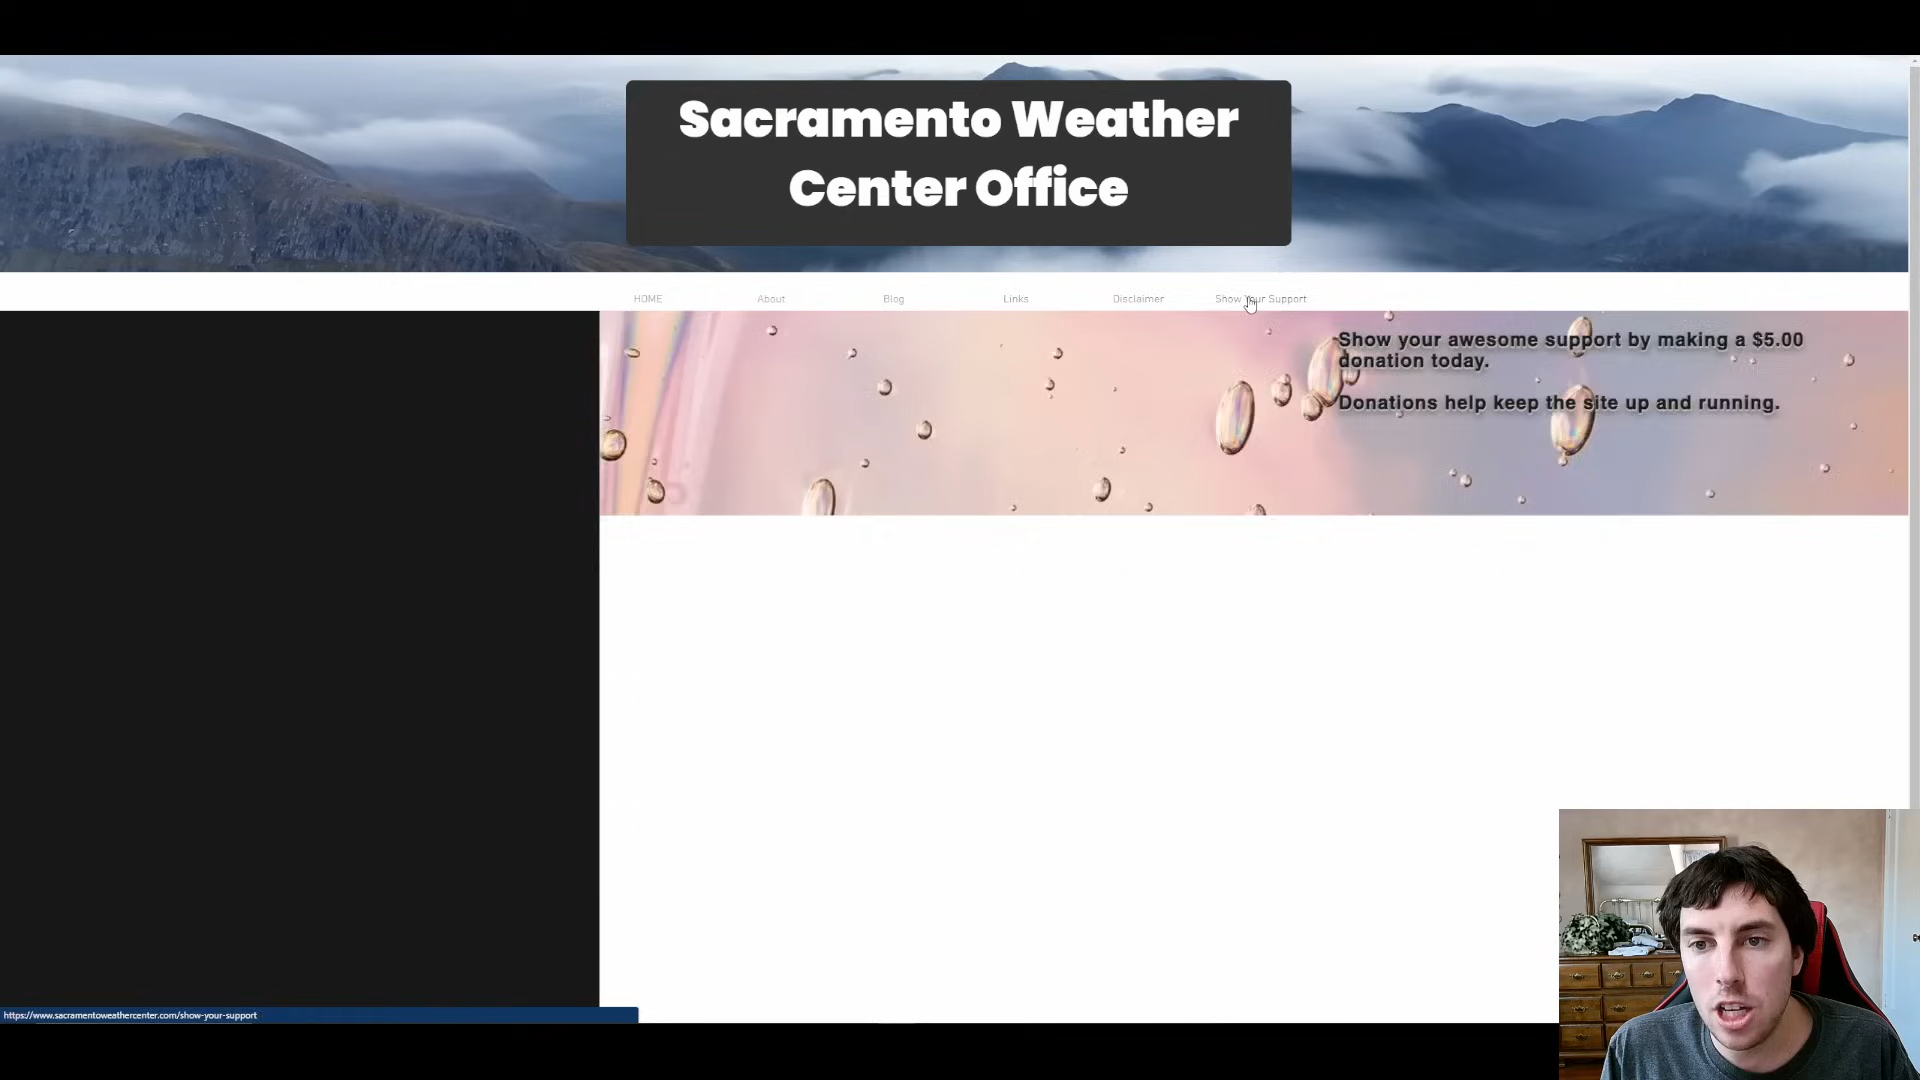 Sacramento Weather
Center Office
HOME
About
Blog
Links
Disclaimer
Show Your Support
Show your awesome support by making a $5.00
donation today.
Donations help keep the site up and running.
https://www.sacramentoweathercenter.com/show-your-support